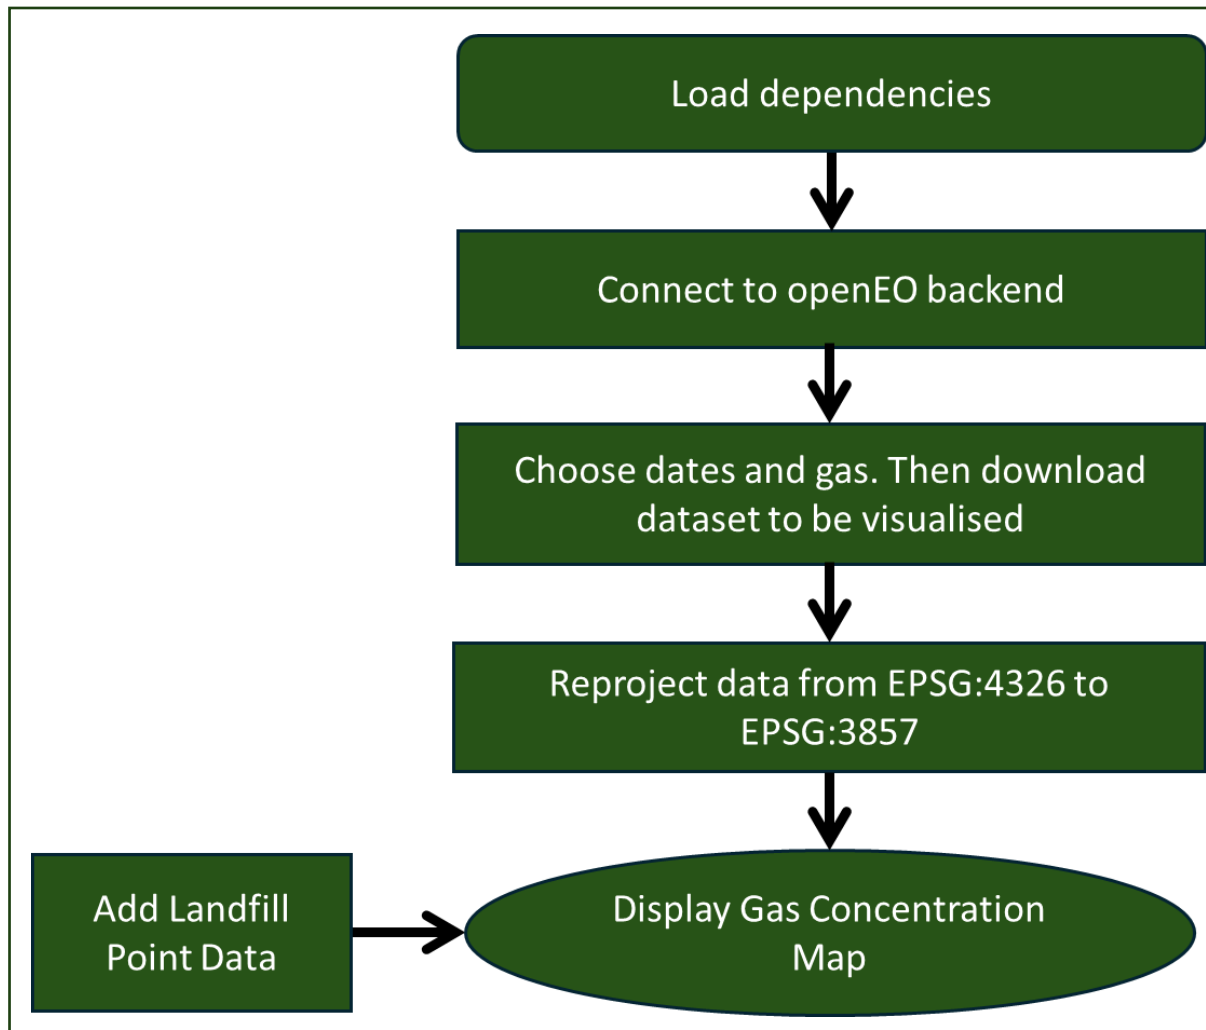 Load dependencies
Connect to openEO backend
Choose dates and gas. Then download
dataset to be visualised
Reproject data from EPSG:4326 to
EPSG:3857
Add Landfill
Point Data
Display Gas Concentration
Map